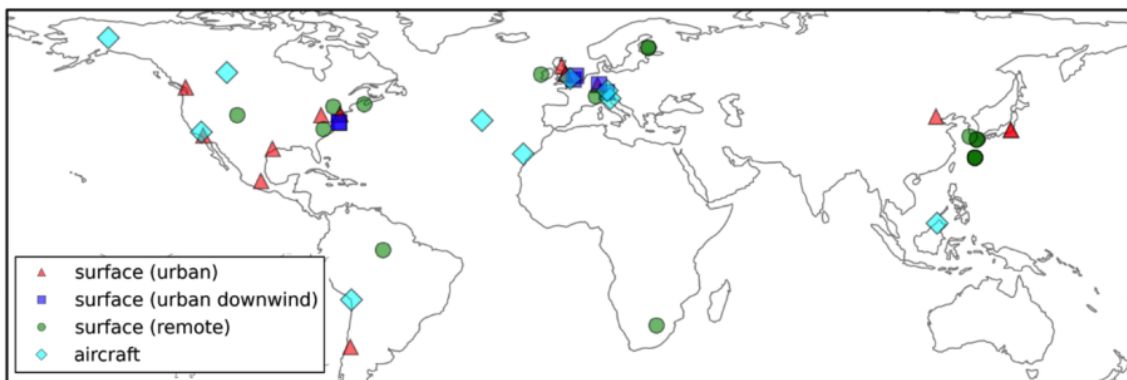 surface (urban)
surface (urban downwind)
surface (remote)
aircraft